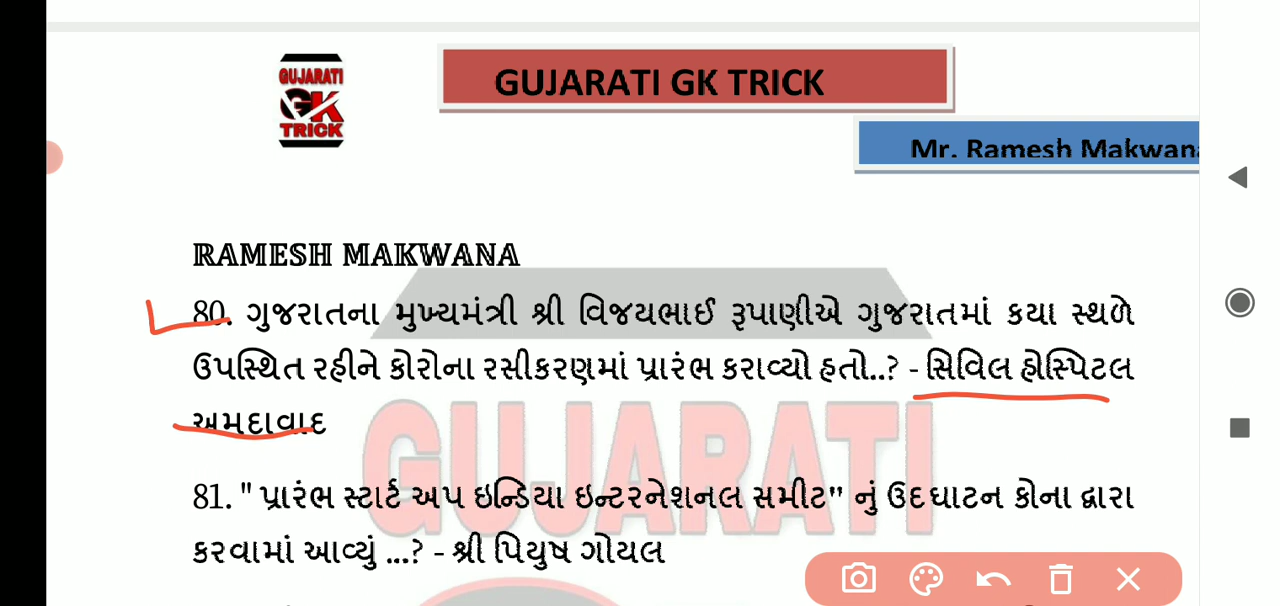 GUJARATI
GK
TRICK
GUJARATI GK TRICK
Mr. Ramesh Makwana
RAMESH MAKWANA
80. ગુજરાતના મુખ્યમંત્રી શ્રી વિજયભાઈ રૂપાણીએ ગુજરાતમાં કયા સ્થળે
ઉપસ્થિત રહીને કોરોના રસીકરણમાં પ્રારંભ કરાવ્યો હતો..? - સિવિલ હોસ્પિટલ
અમદાવાદ
GUJARATI
81. " પ્રારંભ સ્ટાર્ટ અપ ઇન્ડિયા ઇન્ટરનેશનલ સમીટ" નું ઉદઘાટન કોના દ્વારા
કરવામાં આવ્યું ...? - શ્રી પિયુષ ગોયલ